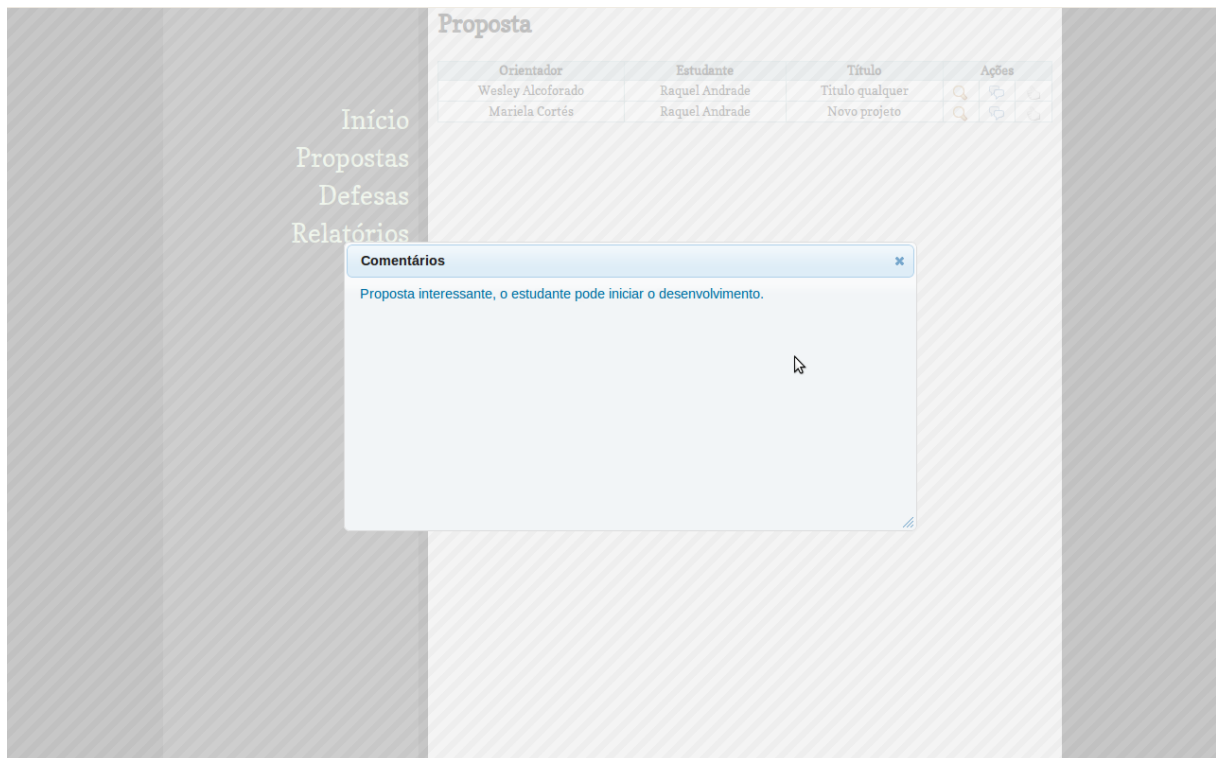 Proposta
Orientador Estudante Título Ações
Wesley Alcoforado Raquel Andrade Titulo qualquer
Mariela Cortés Raquel Andrade Novo projeto
Início
Propostas
Defesas
Relatórios
Comentários
Proposta interessante, o estudante pode iniciar o desenvolvimento.